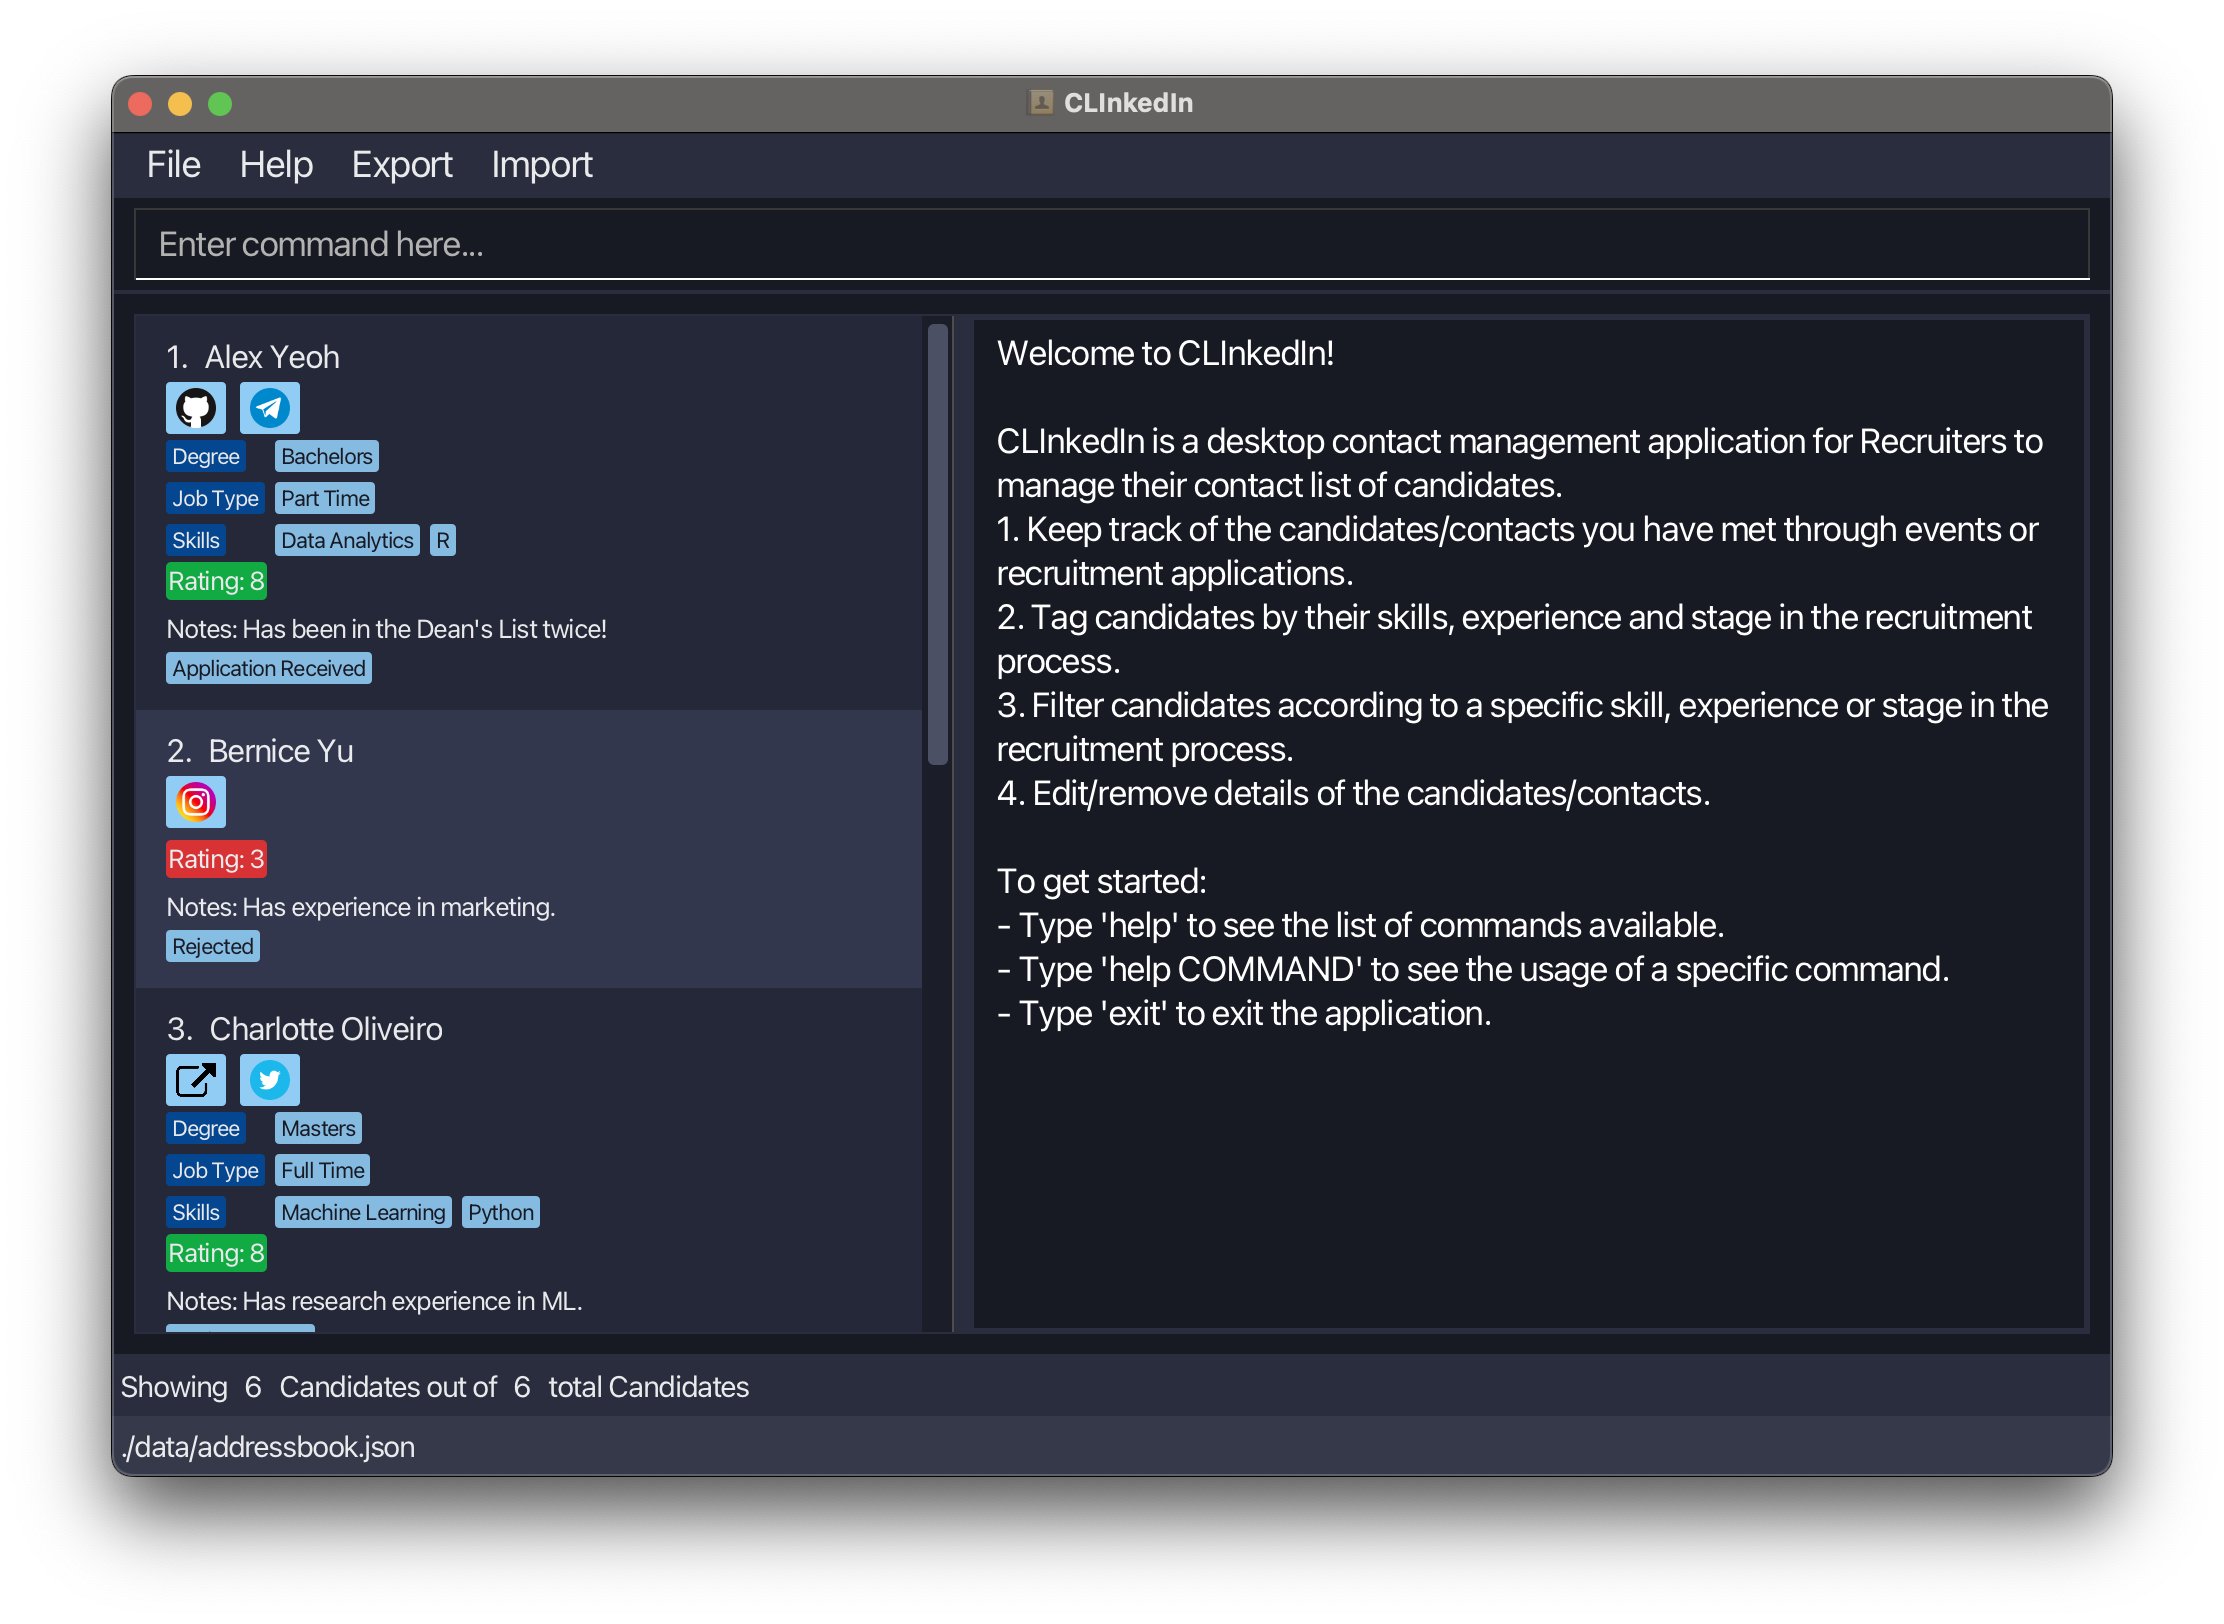 CLInkedIn
File Help Export Import
Enter command here...
1. Alex Yeoh
Degree Bachelors
Job Type Part Time
Skills Data Analytics R
Rating: 8
Notes: Has been in the Dean's List twice!
Application Received
2. Bernice Yu
Rating: 3
Notes: Has experience in marketing.
Rejected
3. Charlotte Oliveiro
Degree Masters
Job Type Full Time
Skills Machine Learning Python
Rating: 8
Notes: Has research experience in ML.
Welcome to CLInkedIn!
CLInkedIn is a desktop contact management application for Recruiters to
manage their contact list of candidates.
1. Keep track of the candidates/contacts you have met through events or
recruitment applications.
2. Tag candidates by their skills, experience and stage in the recruitment
process.
3. Filter candidates according to a specific skill, experience or stage in the
recruitment process.
4. Edit/remove details of the candidates/contacts.
To get started:
- Type 'help' to see the list of commands available.
- Type 'help COMMAND' to see the usage of a specific command.
- Type 'exit' to exit the application.
Showing 6 Candidates out of 6 total Candidates
./data/addressbook.json